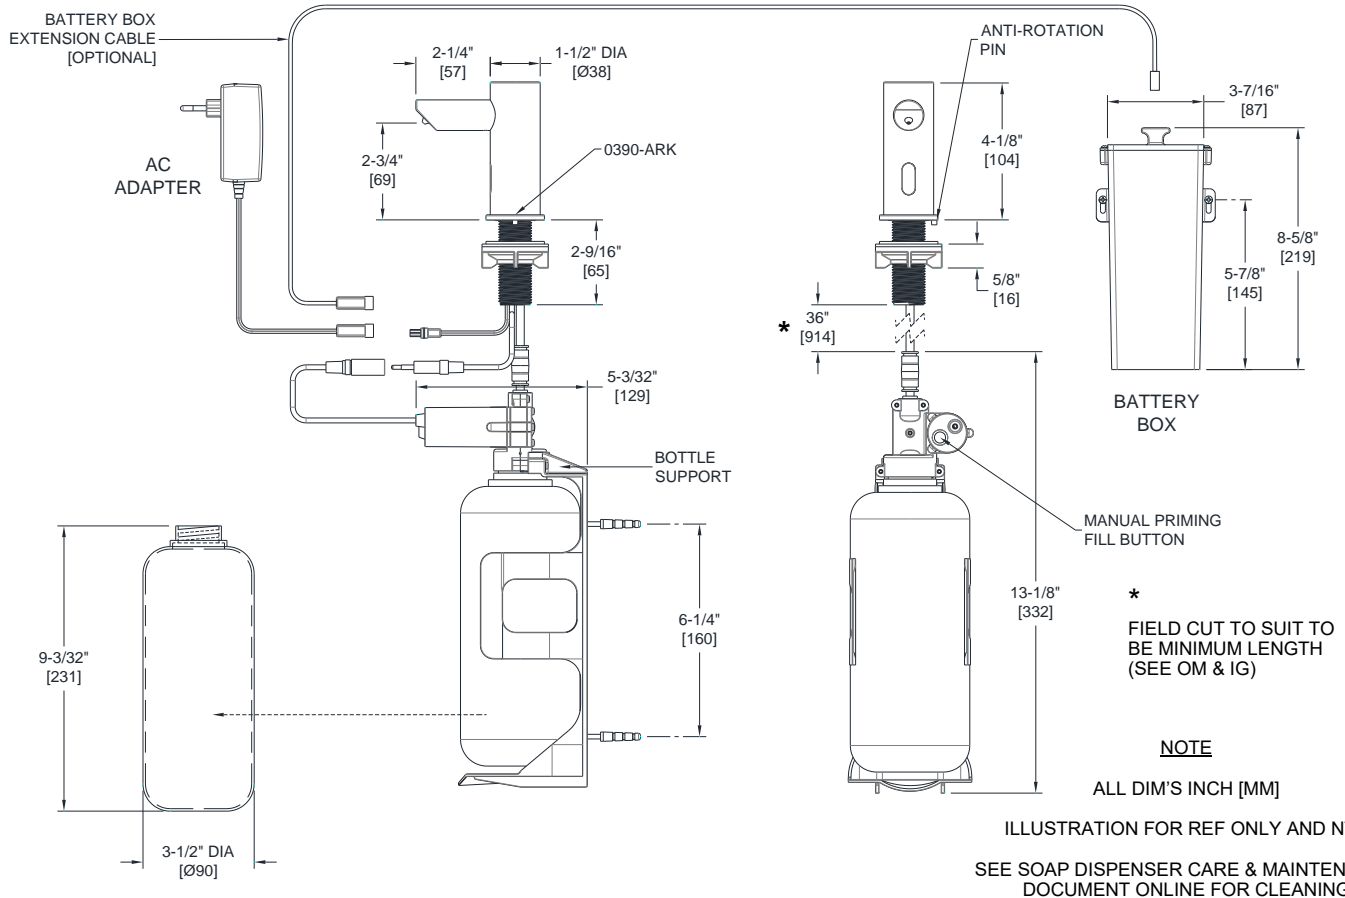 BATTERY BOX
EXTENSION CABLE
[OPTIONAL]
2-1/4"
[57]
1-1/2" DIA
[Ø38]
ANTI-ROTATION
PIN
3-7/16"
[87]
AC
ADAPTER
2-3/4"
[69]
0390-ARK
4-1/8"
[104]
2-9/16"
[65]
5/8"
[16]
8-5/8"
[219]
5-7/8"
[145]
* 36"
[914]
5-3/32"
[129]
BATTERY
BOX
BOTTLE
SUPPORT
MANUAL PRIMING
FILL BUTTON
6-1/4"
[160]
13-1/8"
[332]
9-3/32"
[231]
3-1/2" DIA
[Ø90]
*
FIELD CUT TO SUIT TO
BE MINIMUM LENGTH
(SEE OM & IG)
NOTE
ALL DIM'S INCH [MM]
ILLUSTRATION FOR REF ONLY AND
SEE SOAP DISPENSER CARE &
DOCUMENT ONLINE FOR CLEANING